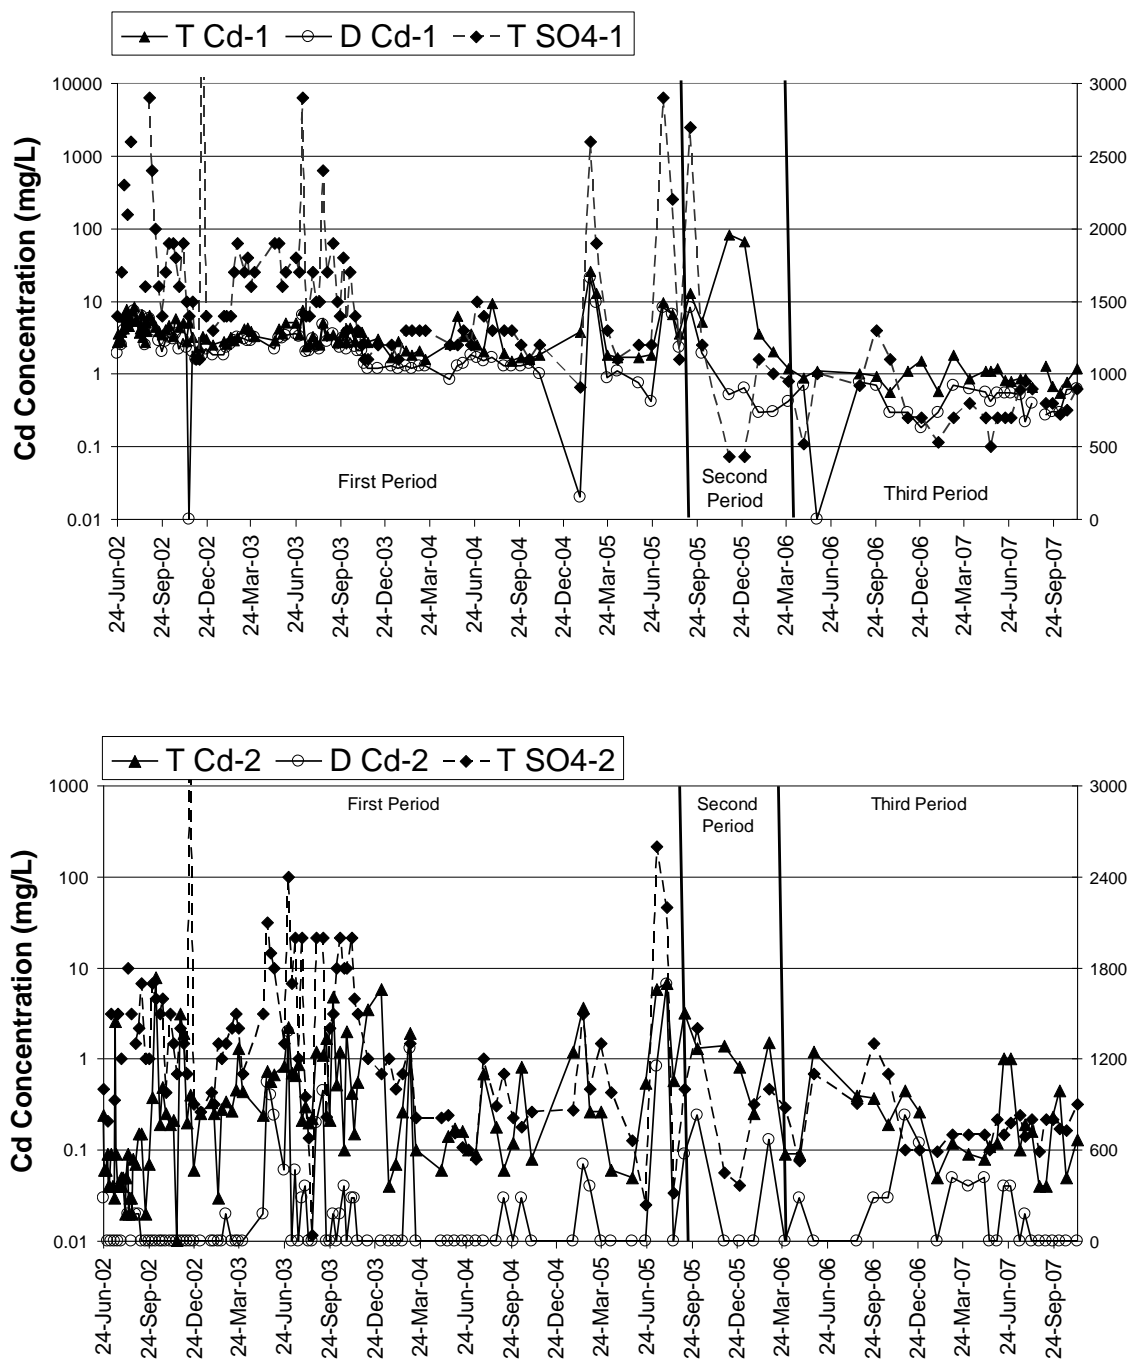 T Cd-1 D Cd-1 T SO4-1
10000 3000
1000 2500
100 2000
10 1500
1 1000
0.1 500
0.01 0
Cd Concentration (mg/L)
First Period
Second
Period
Third Period
24-Jun-02
24-Sep-02
24-Dec-02
24-Mar-03
24-Jun-03
24-Sep-03
24-Dec-03
24-Mar-04
24-Jun-04
24-Sep-04
24-Dec-04
24-Mar-05
24-Jun-05
24-Sep-05
24-Dec-05
24-Mar-06
24-Jun-06
24-Sep-06
24-Dec-06
24-Mar-07
24-Jun-07
24-Sep-07
T Cd-2 D Cd-2 T SO4-2
1000 3000
100 2400
10 1800
1 1200
0.1 600
0.01 0
Cd Concentration (mg/L)
First Period
Second
Period
Third Period
24-Jun-02
24-Sep-02
24-Dec-02
24-Mar-03
24-Jun-03
24-Sep-03
24-Dec-03
24-Mar-04
24-Jun-04
24-Sep-04
24-Dec-04
24-Mar-05
24-Jun-05
24-Sep-05
24-Dec-05
24-Mar-06
24-Jun-06
24-Sep-06
24-Dec-06
24-Mar-07
24-Jun-07
24-Sep-07